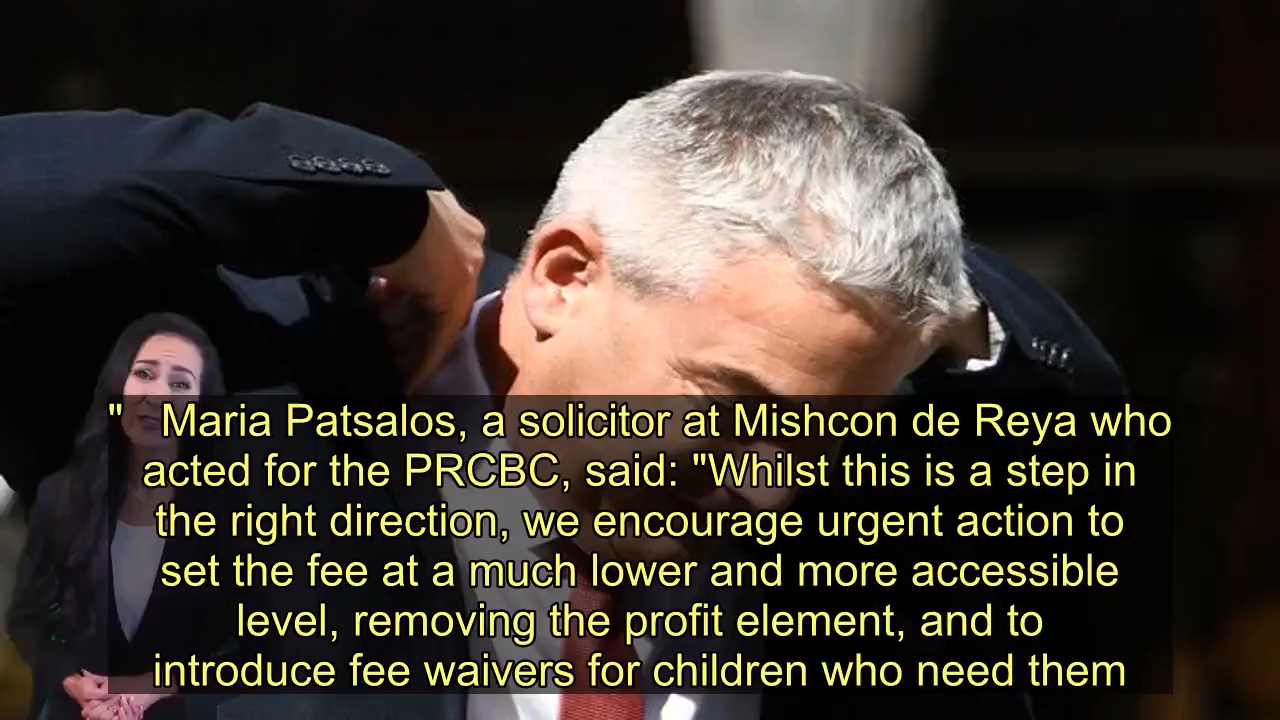 " Maria Patsalos, a solicitor at Mishcon de Reya who
acted for the PRCBC, said: "Whilst this is a step in
the right direction, we encourage urgent action to
set the fee at a much lower and more accessible
level, removing the profit element, and to
introduce fee waivers for children who need them